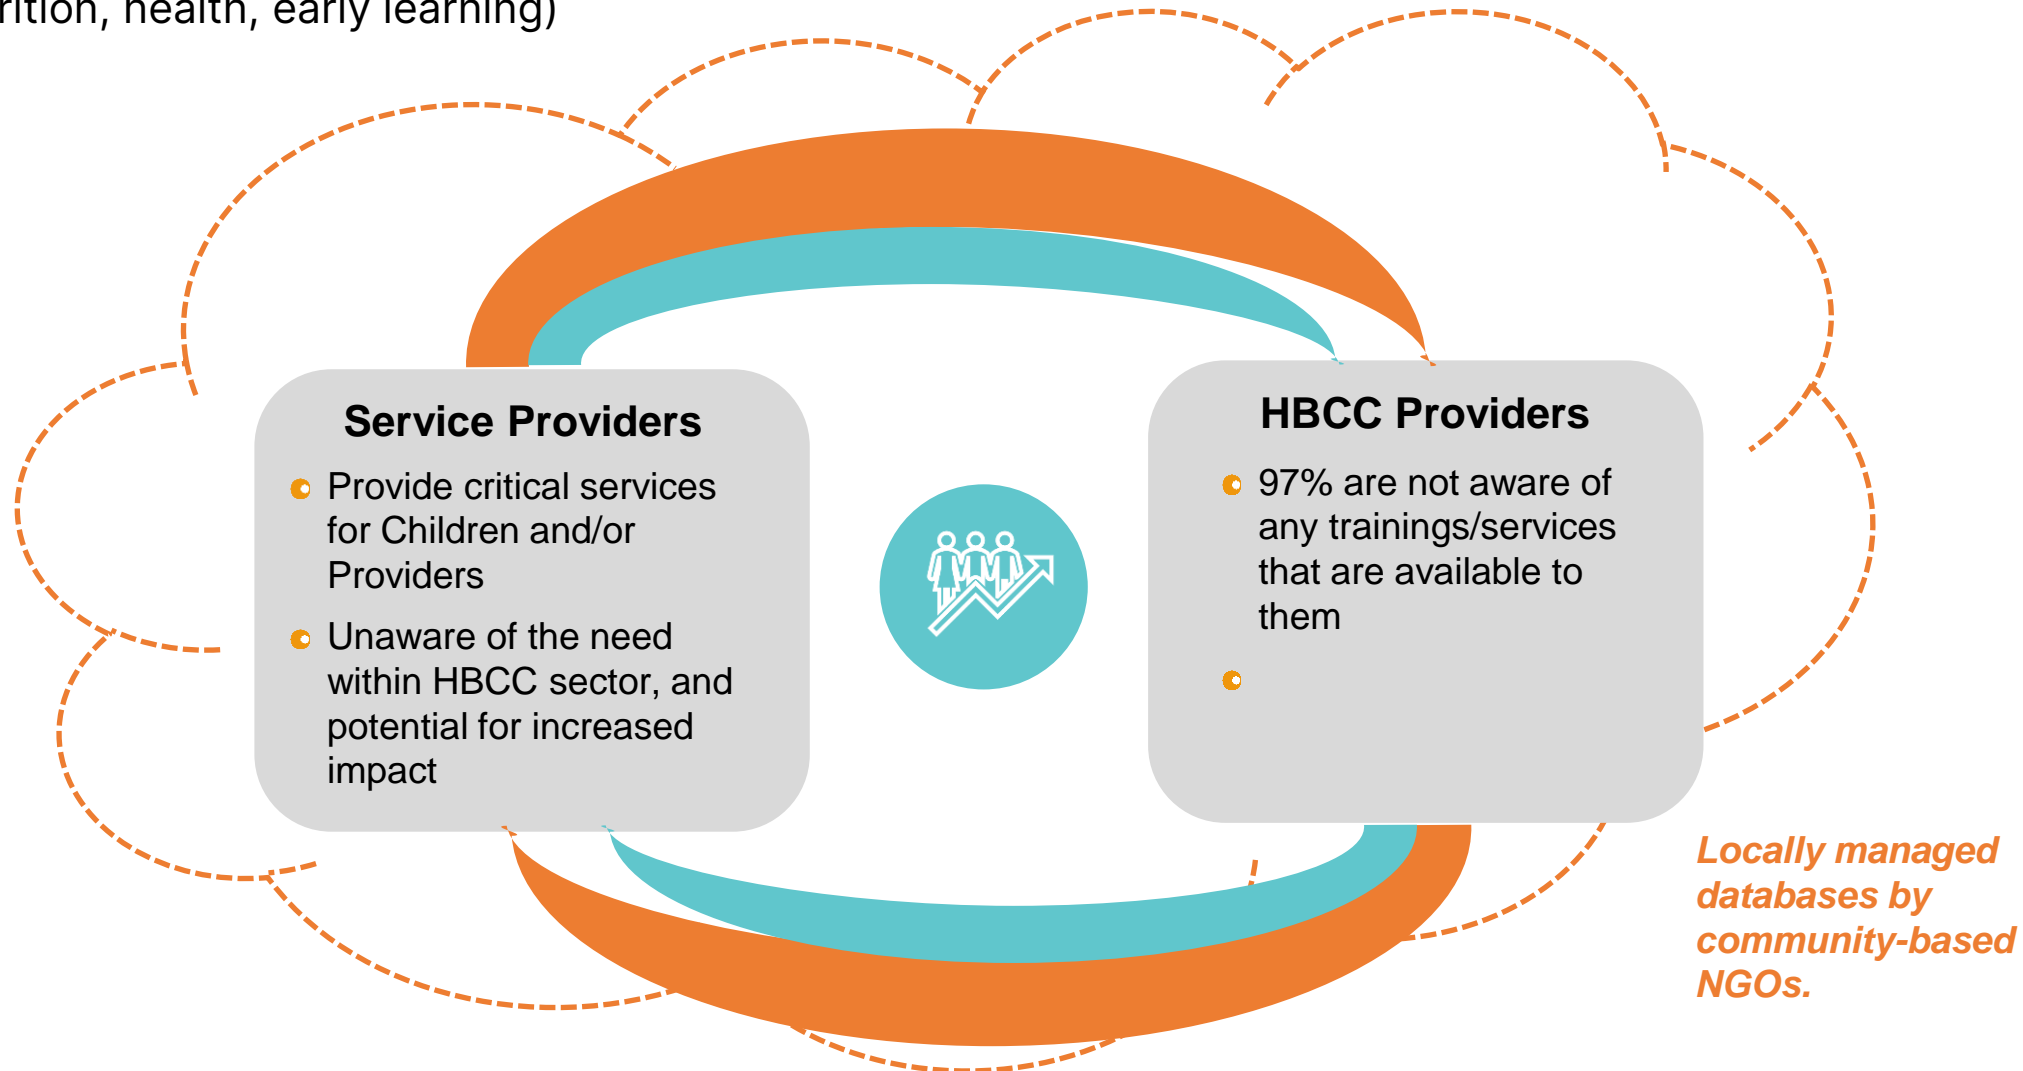 health, early learning)
Service Providers
Provide critical services
for Children and/or
Providers
Unaware of the need
within HBCC sector, and
potential for increased
impact
HBCC Providers
97% are not aware of
any trainings/services
that are available to
them
Locally managed
databases by
community-based
NGOs.